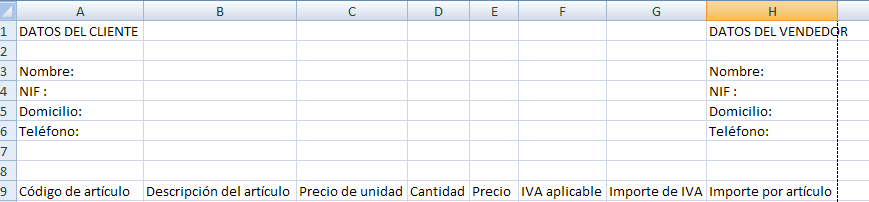 A B C D E F G H
1 DATOS DEL CLIENTE DATOS DEL VENDEDOR
2
3 Nombre: Nombre:
4 NIF : NIF :
5 Domicilio: Domicilio:
6 Teléfono: Teléfono:
7
8
9 Código de artículo Descripción del artículo Precio de unidad Cantidad Precio IVA aplicable Importe de IVA Importe por artículo